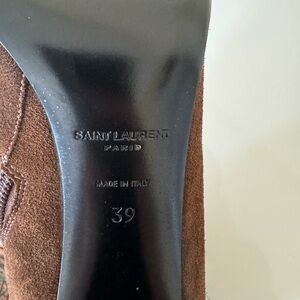 SAINT LAURENT
PARIS
MADE IN ITALY
39